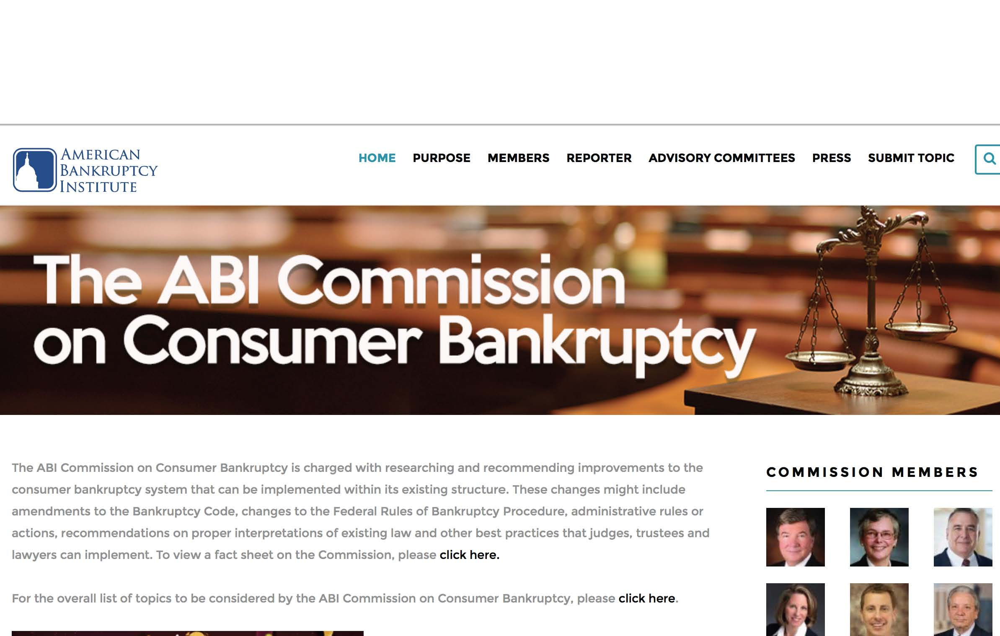 AMERICAN
BANKRUPTCY
INSTITUTE
HOME PURPOSE MEMBERS REPORTER ADVISORY COMMITTEES PRESS SUBMIT TOPIC
The ABI Commission
on Consumer Bankruptcy
The ABI Commission on Consumer Bankruptcy is charged with researching and recommending improvements to the
consumer bankruptcy system that can be implemented within its existing structure. These changes might include
amendments to the Bankruptcy Code, changes to the Federal Rules of Bankruptcy Procedure, administrative rules or
actions, recommendations on proper interpretations of existing law and other best practices that judges, trustees and
lawyers can implement. To view a fact sheet on the Commission, please click here.
For the overall list of topics to be considered by the ABI Commission on Consumer Bankruptcy, please click here.
COMMISSION MEMBERS